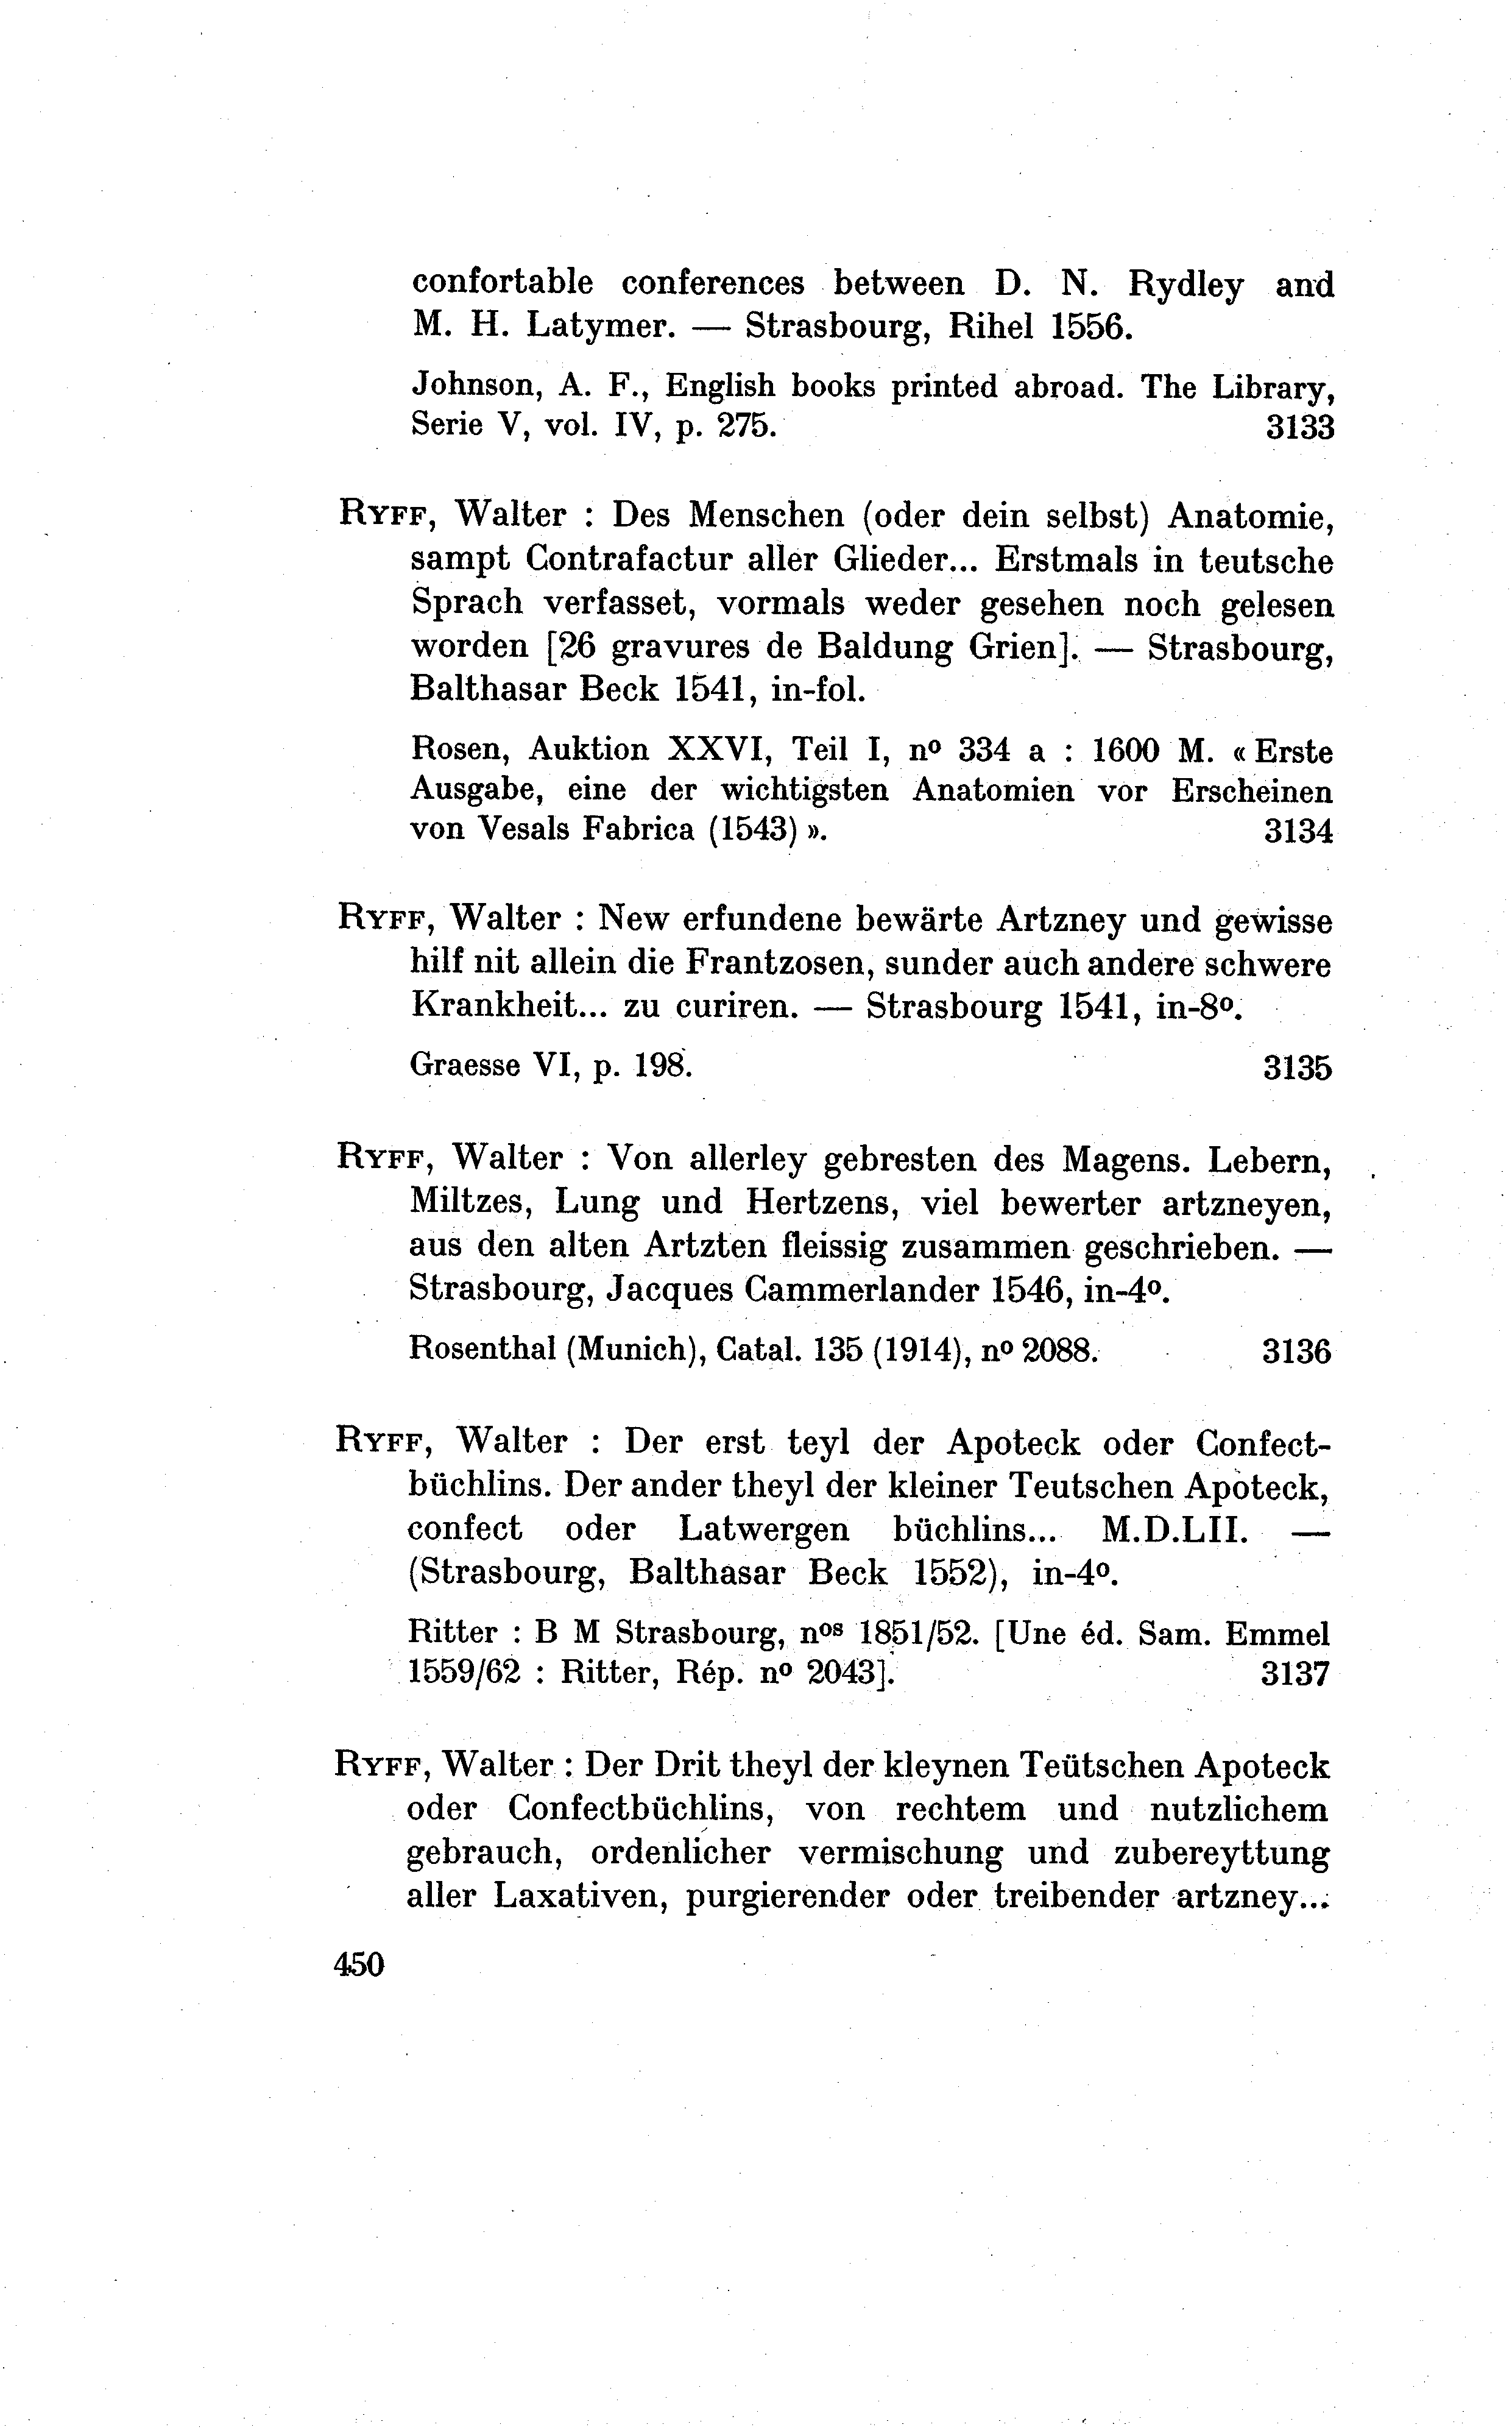 confortable conferences between D. N. Rydley and
M. H. Latymer. — Strasbourg, Rihel 1556.
Johnson, A. F., English books printed abroad. The Library,
Serie V, vol. IV, p. 275. 3133
RYFF, Walter : Des Menschen (oder dein selbst) Anatomie,
sampt Contrafactur aller Glieder... Erstmals in teutsche
Sprach verfasset, vormals weder gesehen noch gelesen
worden [26 gravures de Baldung Grien]. — Strasbourg,
Balthasar Beck 1541, in-fol.
Rosen, Auktion XXVI, Teil I, nº 334 a : 1600 M. « Erste
Ausgabe, eine der wichtigsten Anatomien vor Erscheinen
von Vesals Fabrica (1543) ». 3134
RYFF, Walter : New erfundene bewärte Artzney und gewisse
hilf nit allein die Frantzosen, sunder auch andere schwere
Krankheit... zu curiren. — Strasbourg 1541, in-8º.
Graesse VI, p. 198. 3135
RYFF, Walter : Von allerley gebresten des Magens. Lebern,
Miltzes, Lung und Hertzens, viel bewerter artzneyen,
aus den alten Artzten fleissig zusammen geschrieben. —
Strasbourg, Jacques Cammerlander 1546, in-4º.
Rosenthal (Munich), Catal. 135 (1914), nº 2088. 3136
RYFF, Walter : Der erst teyl der Apoteck oder Confect-
büchlins. Der ander theyl der kleiner Teutschen Apoteck,
confect oder Latwergen büchlins... M.D.LII. —
(Strasbourg, Balthasar Beck 1552), in-4º.
Ritter : B M Strasbourg, nºˢ 1851/52. [Une éd. Sam. Emmel
1559/62 : Ritter, Rép. nº 2043]. 3137
RYFF, Walter : Der Drit theyl der kleynen Teütschen Apoteck
oder Confectbüchlins, von rechtem und nutzlichem
gebrauch, ordenlicher vermischung und zubereyttung
aller Laxativen, purgierender oder treibender artzney...
450